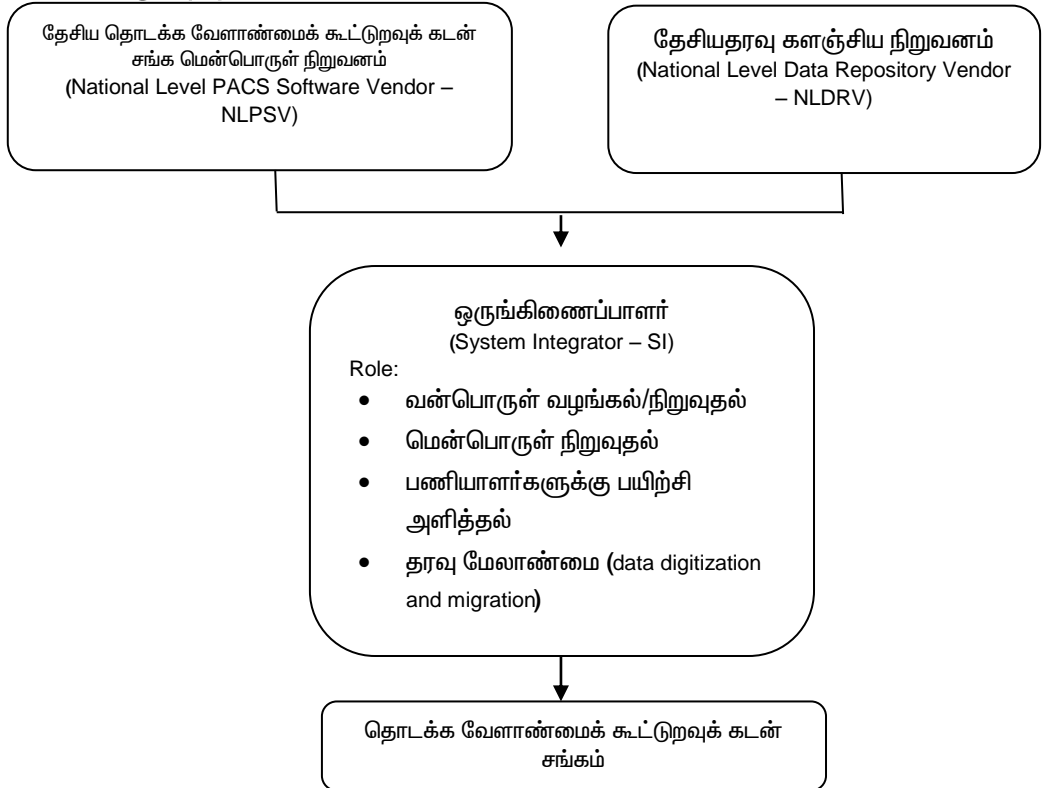 தேசிய தொடக்க வேளாண்மைக் கூட்டுறவுக் கடன்
சங்க மென்பொருள் நிறுவனம்
(National Level PACS Software Vendor –
NLPSV)
தேசியதரவு களஞ்சிய நிறுவனம்
(National Level Data Repository Vendor
– NLDRV)
ஒருங்கிணைப்பாளர்
(System Integrator – SI)
Role:
• வன்பொருள் வழங்கல்/நிறுவுதல்
• மென்பொருள் நிறுவுதல்
• பணியாளர்களுக்கு பயிற்சி
அளித்தல்
• தரவு மேலாண்மை (data digitization
and migration)
தொடக்க வேளாண்மைக் கூட்டுறவுக் கடன்
சங்கம்